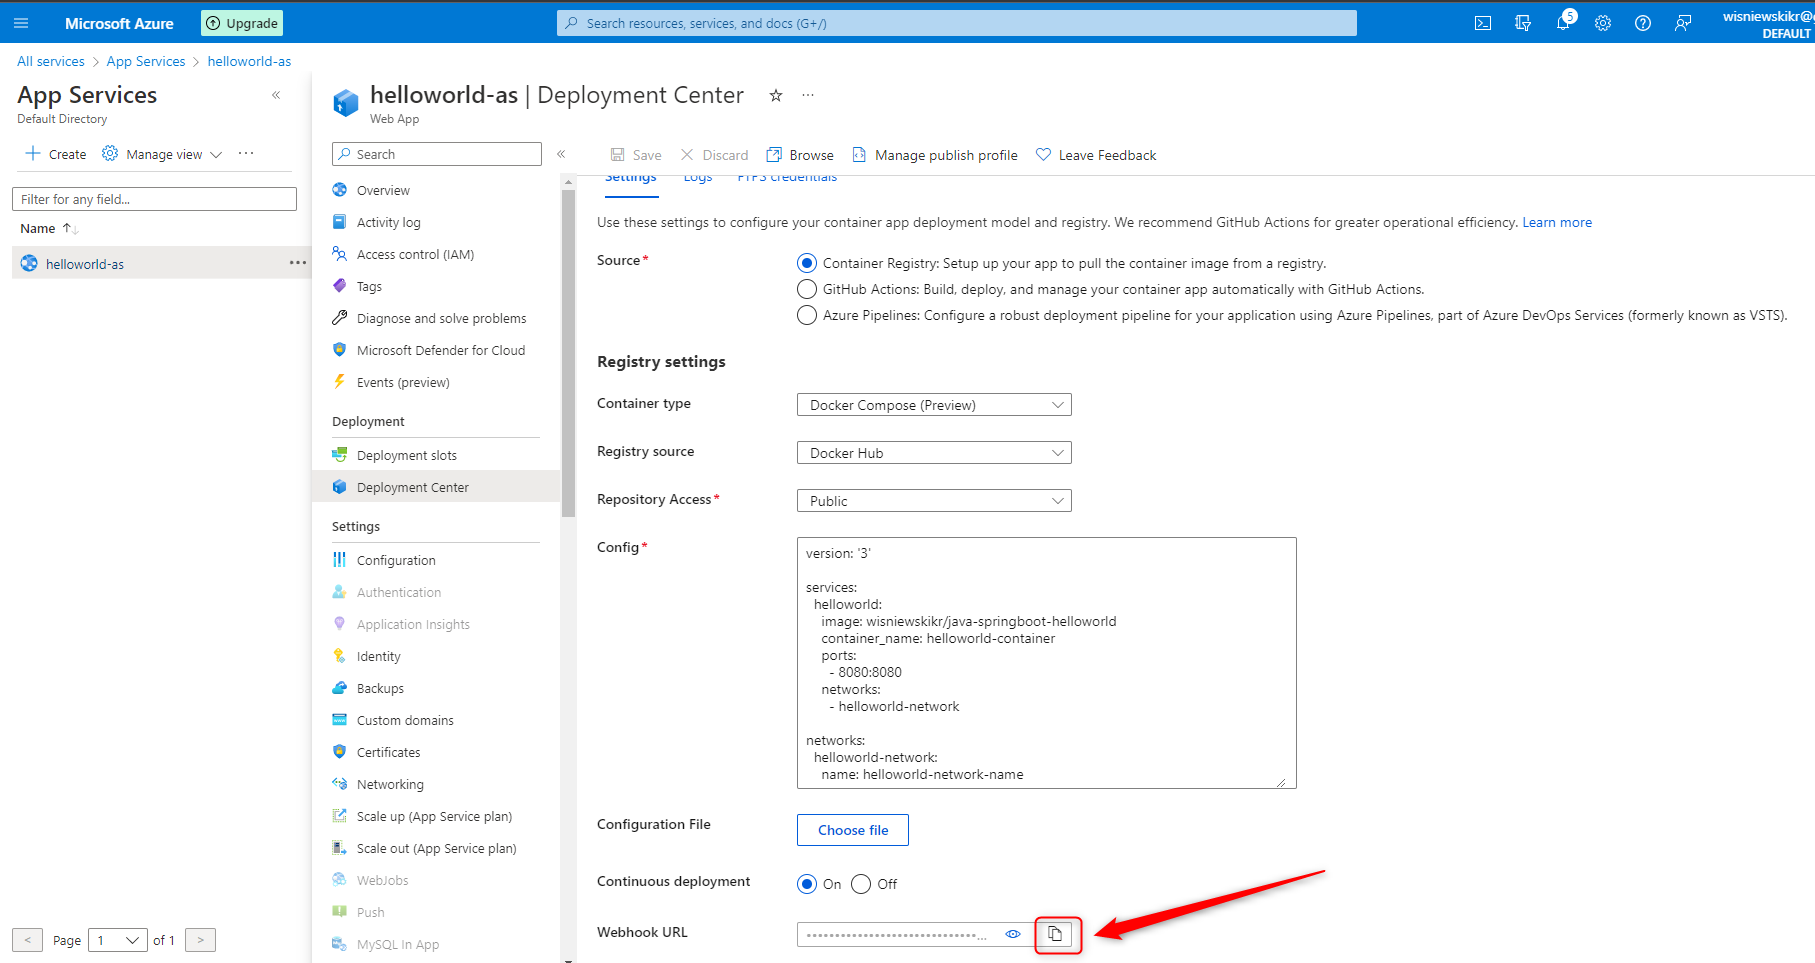 Microsoft Azure
Upgrade
Search resources, services, and docs (G+/)
5
wisniewskikr@
DEFAULT
All services > App Services > helloworld-as
App Services
Default Directory
+ Create
Manage view
...
Filter for any field...
Name ↑↓
helloworld-as
...
< Page 1 of 1 >
helloworld-as | Deployment Center
...
Web App
Search
Overview
Activity log
Access control (IAM)
Tags
Diagnose and solve problems
Microsoft Defender for Cloud
Events (preview)
Deployment
Deployment slots
Deployment Center
Settings
Configuration
Authentication
Application Insights
Identity
Backups
Custom domains
Certificates
Networking
Scale up (App Service plan)
Scale out (App Service plan)
WebJobs
Push
MySQL In App
Save
Discard
Browse
Manage publish profile
Leave Feedback
Settings
Logs
FTPS credentials
Use these settings to configure your container app deployment model and registry. We recommend GitHub Actions for greater operational efficiency. Learn more
Source*
Container Registry: Setup up your app to pull the container image from a registry.
GitHub Actions: Build, deploy, and manage your container app automatically with GitHub Actions.
Azure Pipelines: Configure a robust deployment pipeline for your application using Azure Pipelines, part of Azure DevOps Services (formerly known as VSTS).
Registry settings
Container type
Docker Compose (Preview)
Registry source
Docker Hub
Repository Access*
Public
Config*
version: '3'
services:
helloworld:
image: wisniewskikr/java-springboot-helloworld
container_name: helloworld-container
ports:
- 8080:8080
networks:
- helloworld-network
networks:
helloworld-network:
name: helloworld-network-name
Configuration File
Choose file
Continuous deployment
On
Off
Webhook URL